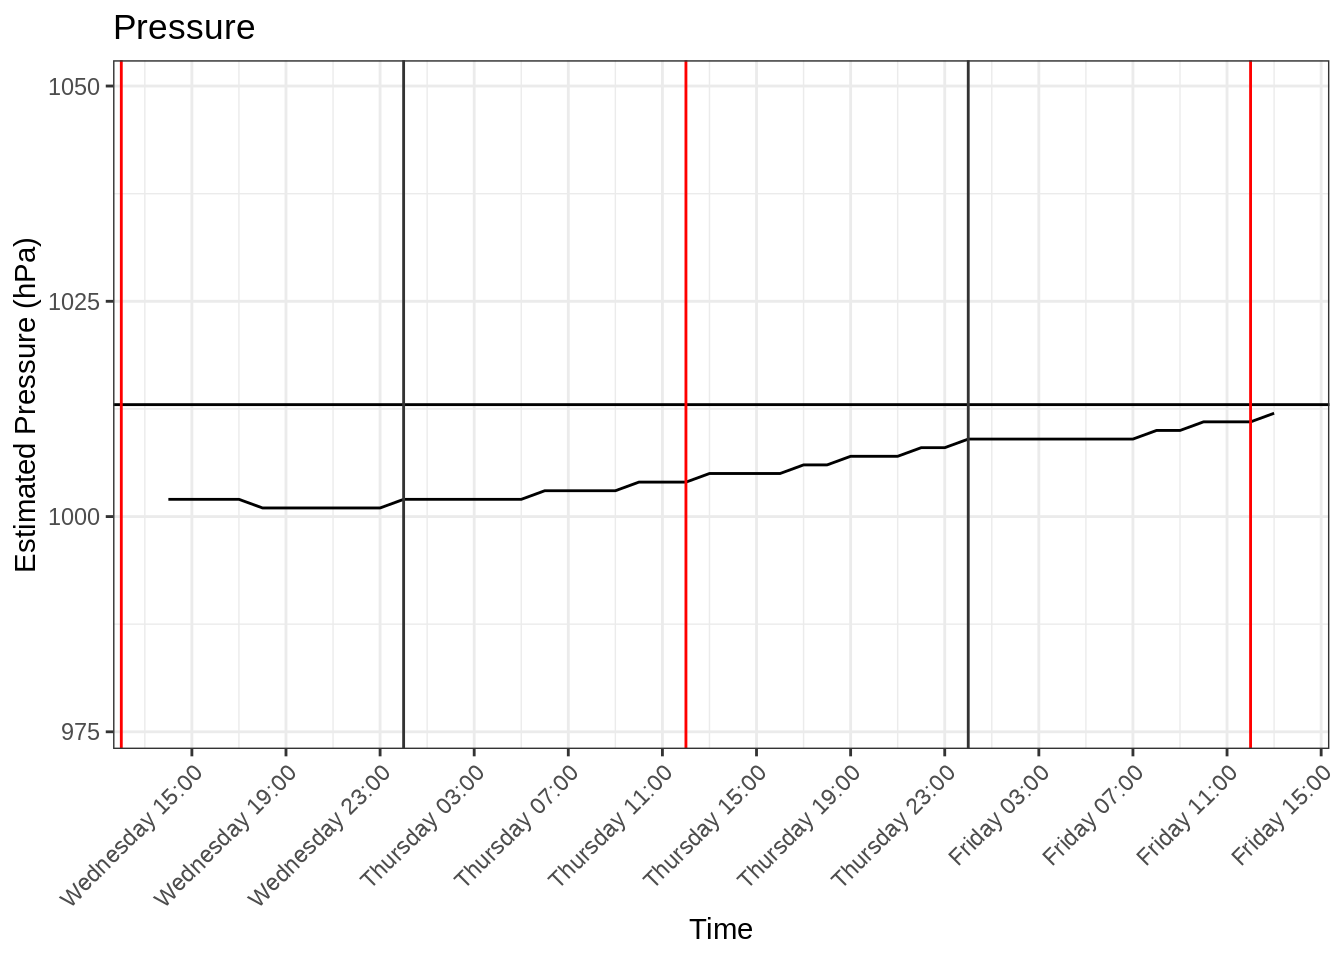 Pressure
Estimated Pressure (hPa)
1050
1025
1000
975
Wednesday 15:00
Wednesday 19:00
Wednesday 23:00
Thursday 03:00
Thursday 07:00
Thursday 11:00
Thursday 15:00
Thursday 19:00
Thursday 23:00
Friday 03:00
Friday 07:00
Friday 11:00
Friday 15:00
Time